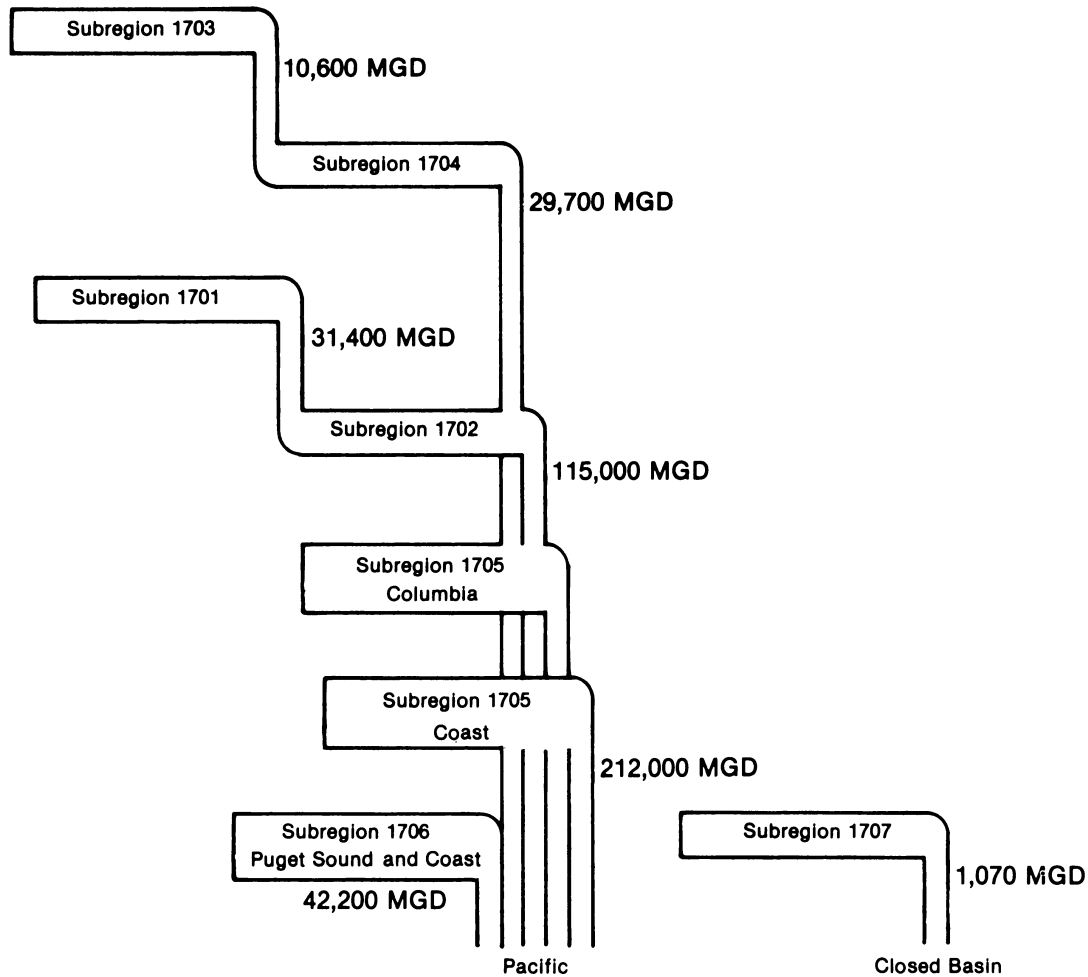 Subregion 1703
10,600 MGD
Subregion 1704
29,700 MGD
Subregion 1701
31,400 MGD
Subregion 1702
115,000 MGD
Subregion 1705
Columbia
Subregion 1705
Coast
212,000 MGD
Subregion 1706
Puget Sound and Coast
42,200 MGD
Subregion 1707
1,070 MGD
Pacific
Closed Basin